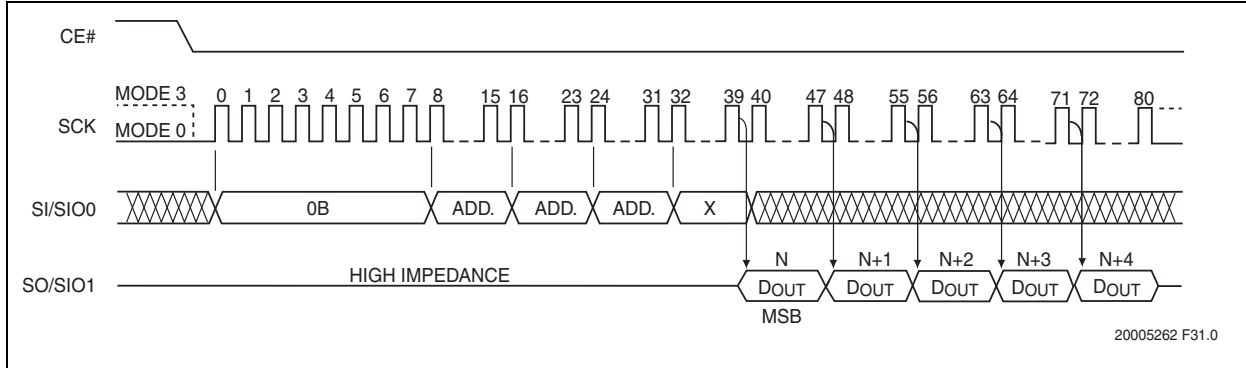 CE#
MODE 3
0 1 2 3 4 5 6 7 8 15 16 23 24 31 32 39 40 47 48 55 56 63 64 71 72 80
SCK
MODE 0
SI/SIO0
0B ADD. ADD. ADD. X
N N+1 N+2 N+3 N+4
SO/SIO1
HIGH IMPEDANCE
DOUT DOUT DOUT DOUT DOUT
MSB
20005262 F31.0